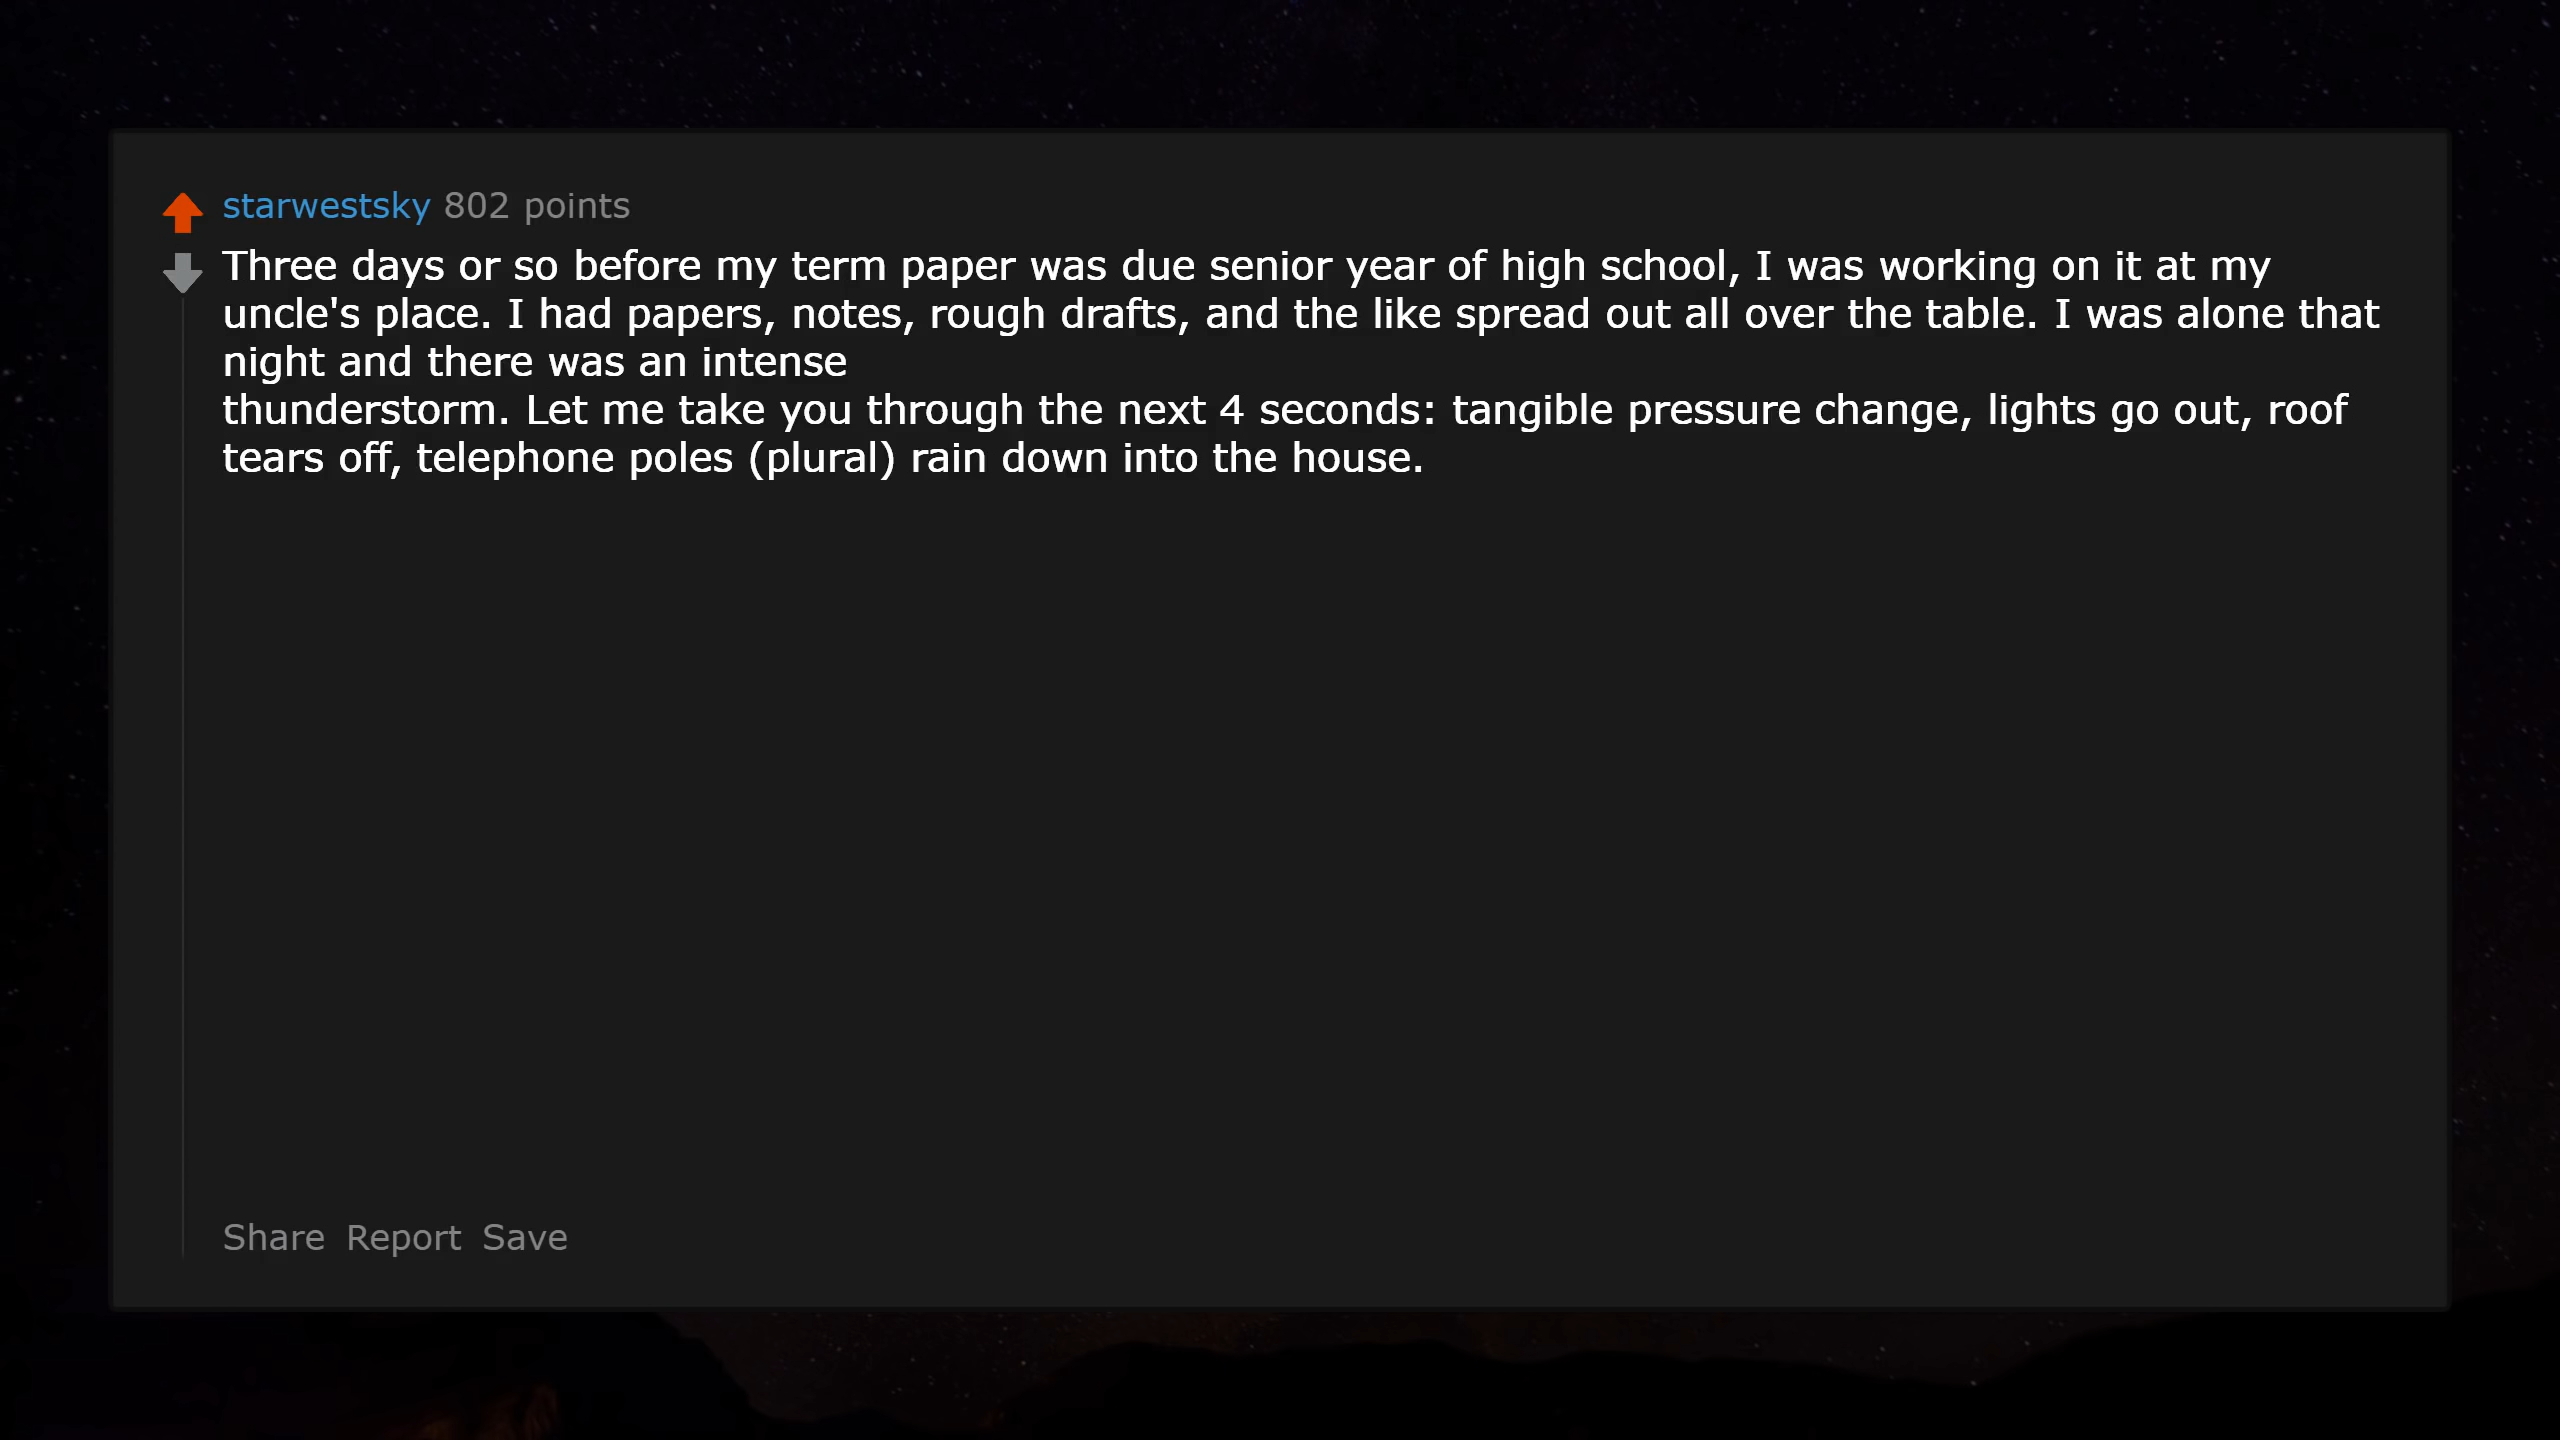 starwestsky 802 points
Three days or so before my term paper was due senior year of high school, I was working on it at my
uncle's place. I had papers, notes, rough drafts, and the like spread out all over the table. I was alone that
night and there was an intense
thunderstorm. Let me take you through the next 4 seconds: tangible pressure change, lights go out, roof
tears off, telephone poles (plural) rain down into the house.
Share Report Save